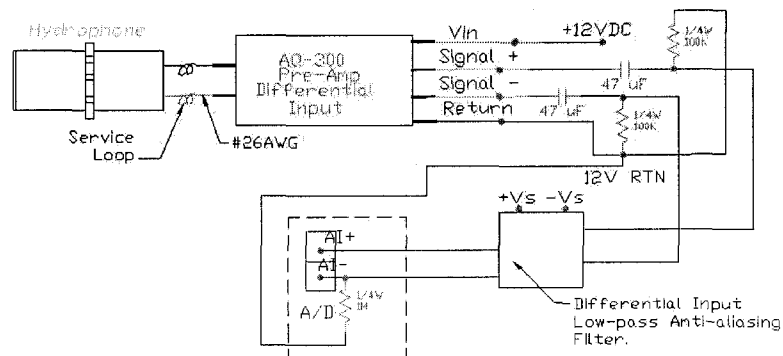 Hydrophone
AQ-300
Pre-Amp
Differential
Input
Vin
+12VDC
Signal +
Signal -
Return
47 uF
47 uF
1/4W
100K
1/4W
100K
12V RTN
Service
Loop
#26AWG
+Vs -Vs
AI+
AI-
1/4W
1M
A/D
Differential Input
Low-pass Anti-aliasing
Filter.